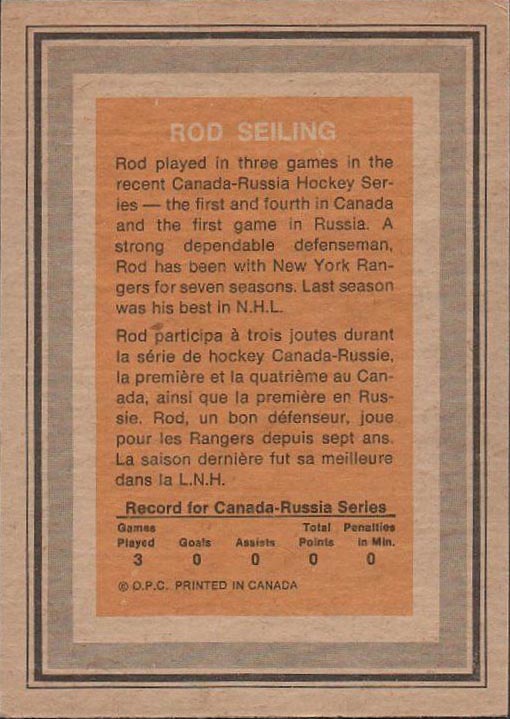 ROD SEILING
Rod played in three games in the
recent Canada-Russia Hockey Ser-
ies — the first and fourth in Canada
and the first game in Russia. A
strong dependable defenseman,
Rod has been with New York Ran-
gers for seven seasons. Last season
was his best in N.H.L.
Rod participa à trois joutes durant
la série de hockey Canada-Russie,
la première et la quatrième au Can-
ada, ainsi que la première en Rus-
sie. Rod, un bon défenseur, joue
pour les Rangers depuis sept ans.
La saison dernière fut sa meilleure
dans la L.N.H.
Record for Canada-Russia Series
Games Total Penalties
Played Goals Assists Points in Min.
3 0 0 0 0
© O.P.C. PRINTED IN CANADA